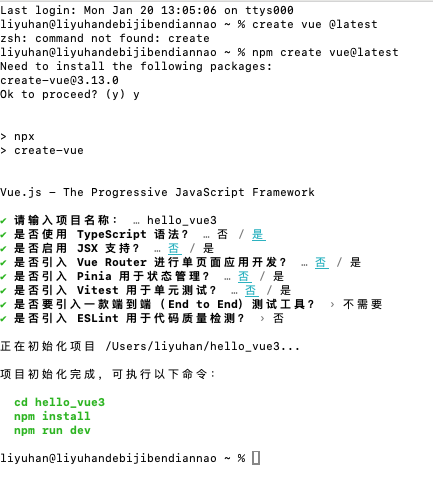 Last login: Mon Jan 20 13:05:06 on ttys000
liyuhan@liyuhandebijibendiannao ~ % create vue @latest
zsh: command not found: create
liyuhan@liyuhandebijibendiannao ~ % npm create vue@latest
Need to install the following packages:
create-vue@3.13.0
Ok to proceed? (y) y
> npx
> create-vue
Vue.js - The Progressive JavaScript Framework
✔ 请输入项目名称： … hello_vue3
✔ 是否使用 TypeScript 语法？ … 否 / 是
✔ 是否启用 JSX 支持？ … 否 / 是
✔ 是否引入 Vue Router 进行单页面应用开发？ … 否 / 是
✔ 是否引入 Pinia 用于状态管理？ … 否 / 是
✔ 是否引入 Vitest 用于单元测试？ … 否 / 是
✔ 是否要引入一款端到端（End to End）测试工具？ › 不需要
✔ 是否引入 ESLint 用于代码质量检测？ › 否
正在初始化项目 /Users/liyuhan/hello_vue3...
项目初始化完成，可执行以下命令：
cd hello_vue3
npm install
npm run dev
liyuhan@liyuhandebijibendiannao ~ %